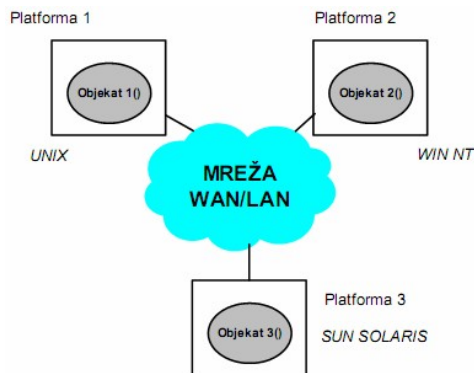 Platforma 1
Platforma 2
Objekat 1()
Objekat 2()
UNIX
WIN NT
MREŽA
WAN/LAN
Platforma 3
Objekat 3()
SUN SOLARIS